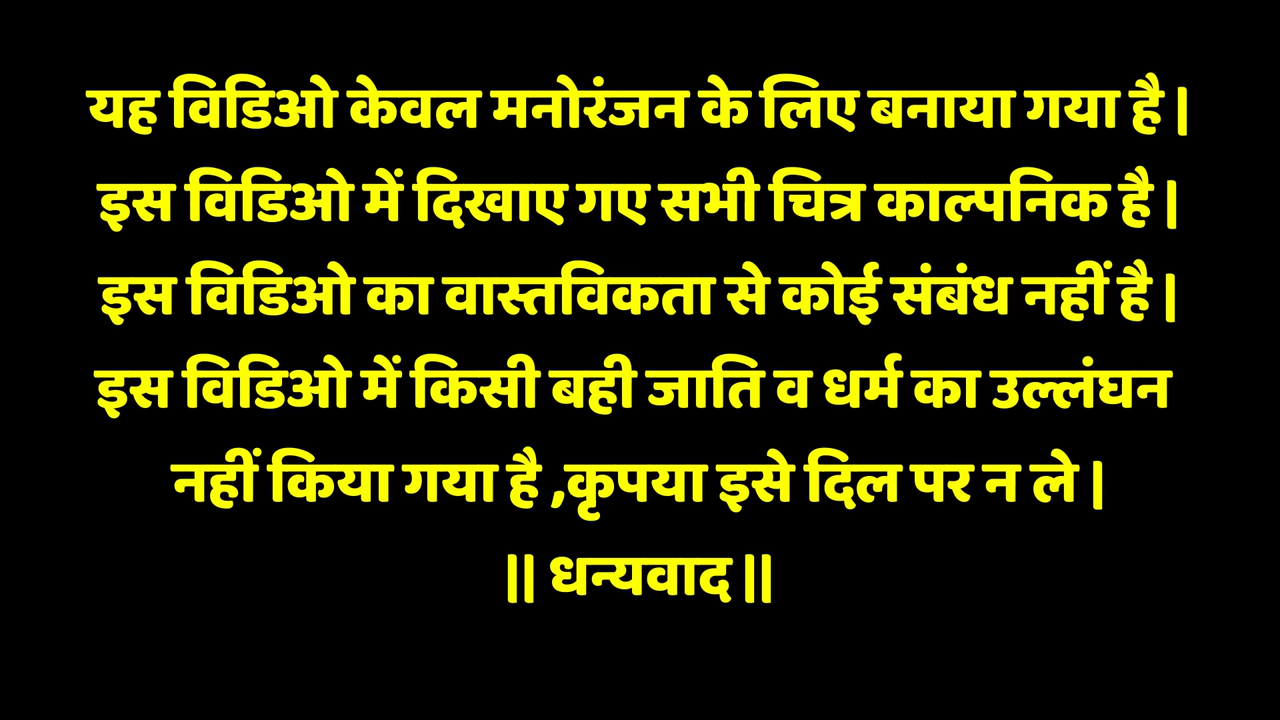 यह विडिओ केवल मनोरंजन के लिए बनाया गया है |
इस विडिओ में दिखाए गए सभी चित्र काल्पनिक है |
इस विडिओ का वास्तविकता से कोई संबंध नहीं है |
इस विडिओ में किसी बही जाति व धर्म का उल्लंघन
नहीं किया गया है ,कृपया इसे दिल पर न ले |
|| धन्यवाद ||